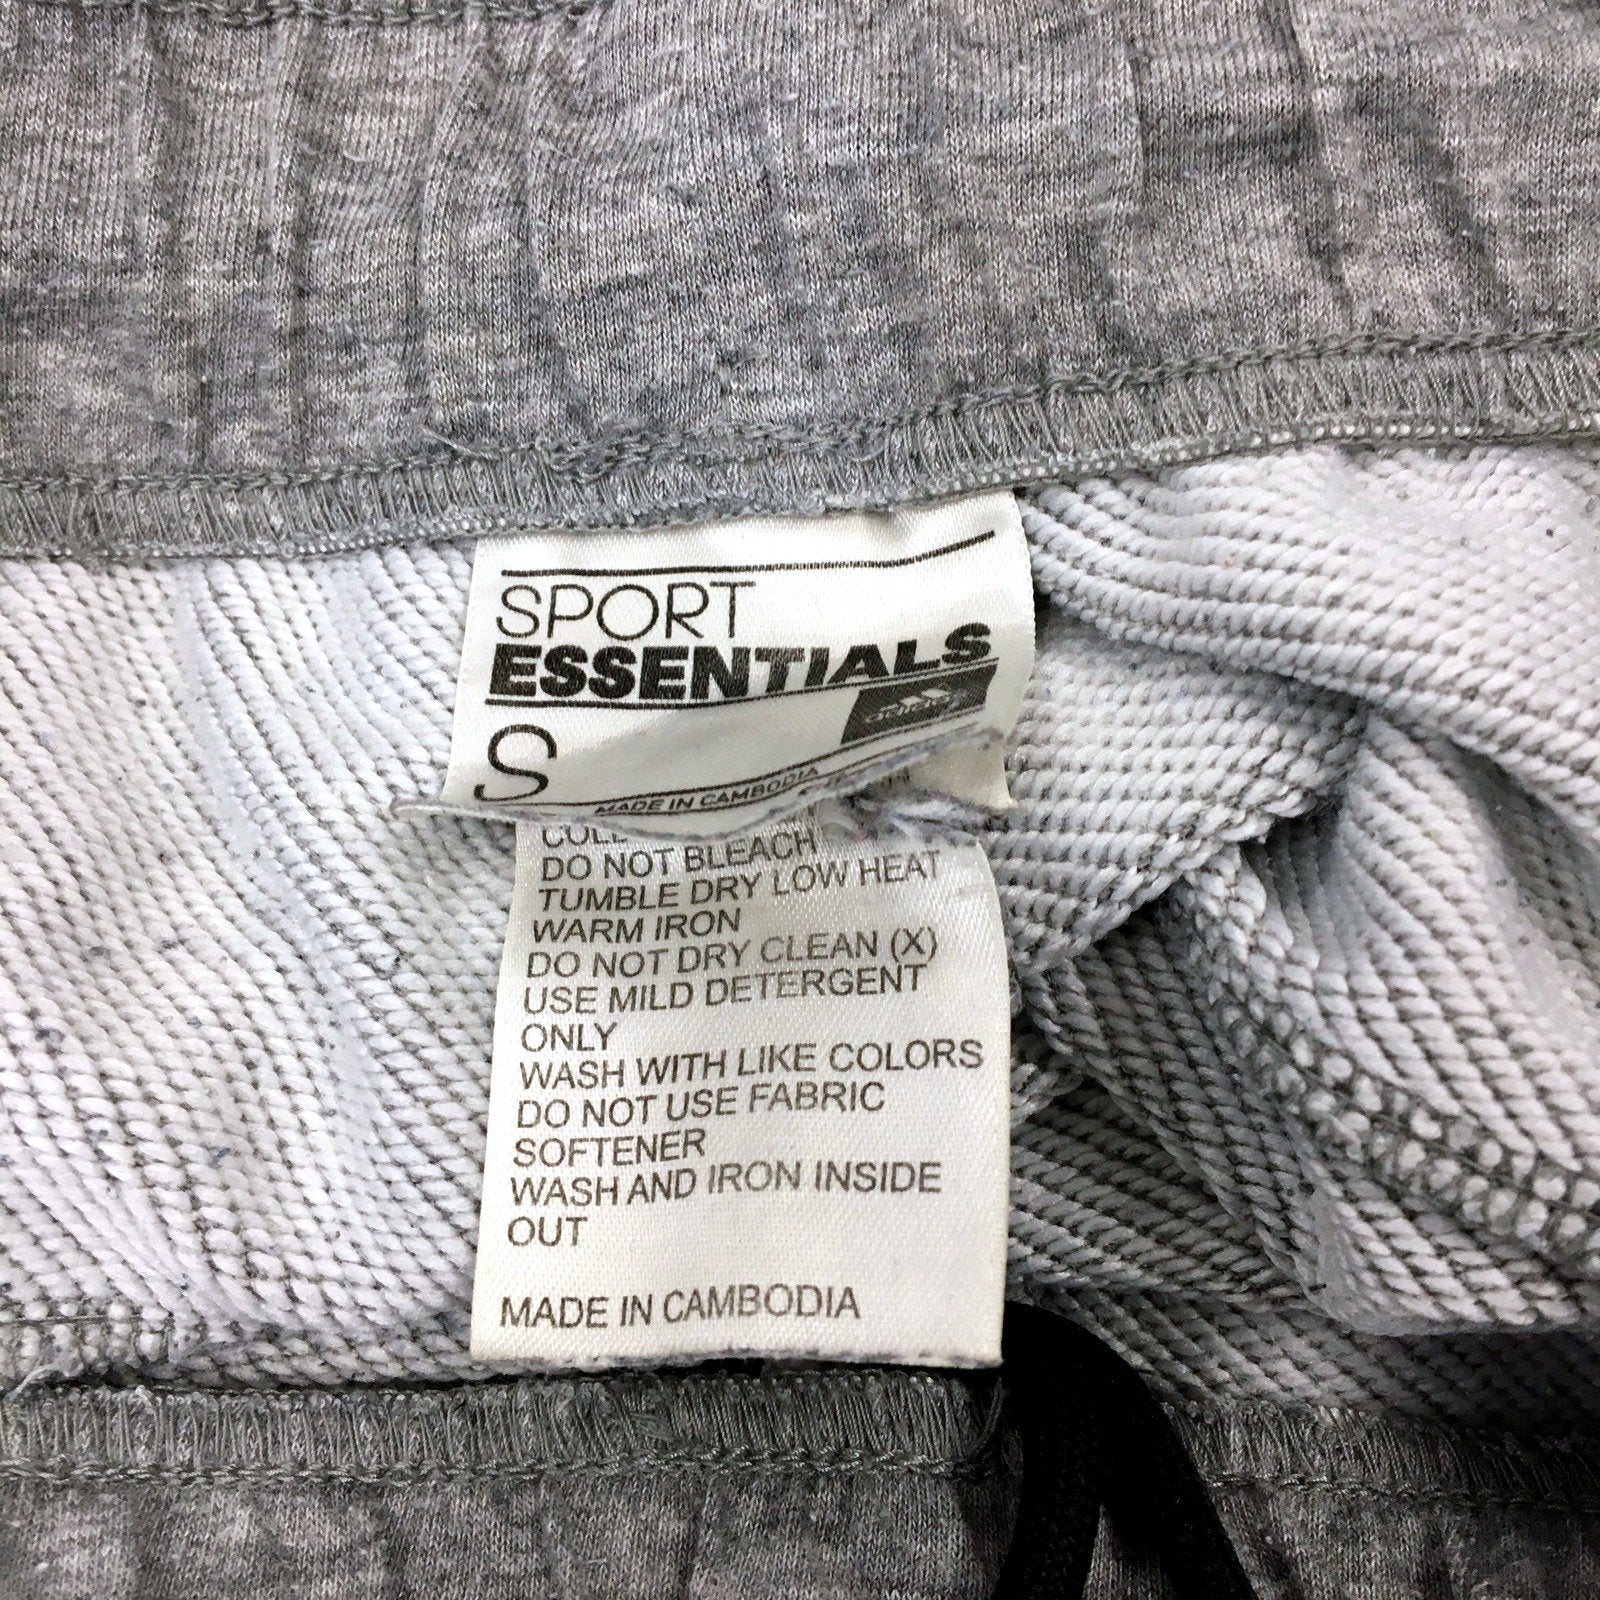 SPORT
ESSENTIALS
adidas
S
MADE IN CAMBODIA
DO NOT BLEACH
TUMBLE DRY LOW HEAT
WARM IRON
DO NOT DRY CLEAN (X)
USE MILD DETERGENT
ONLY
WASH WITH LIKE COLORS
DO NOT USE FABRIC
SOFTENER
WASH AND IRON INSIDE
OUT
MADE IN CAMBODIA